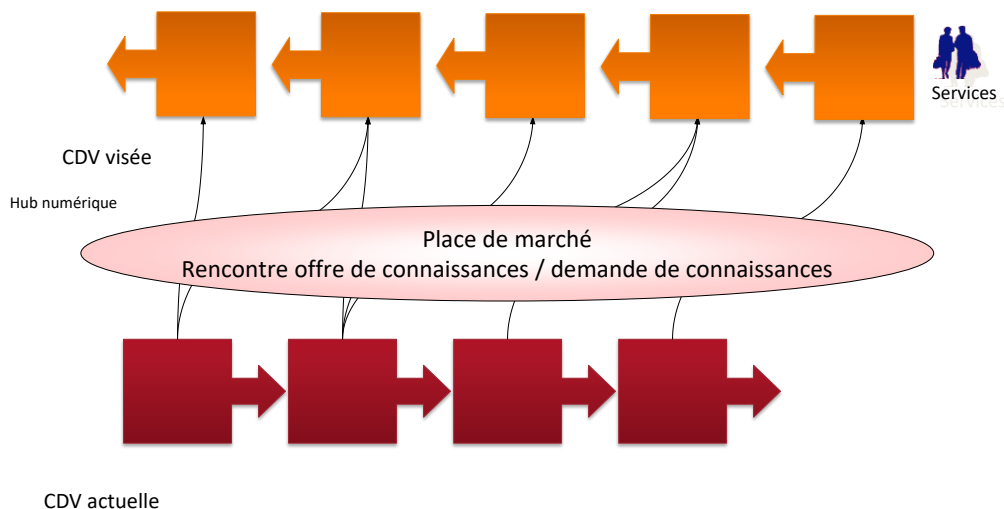 Services
CDV visée
Hub numérique
Place de marché
Rencontre offre de connaissances / demande de connaissances
CDV actuelle